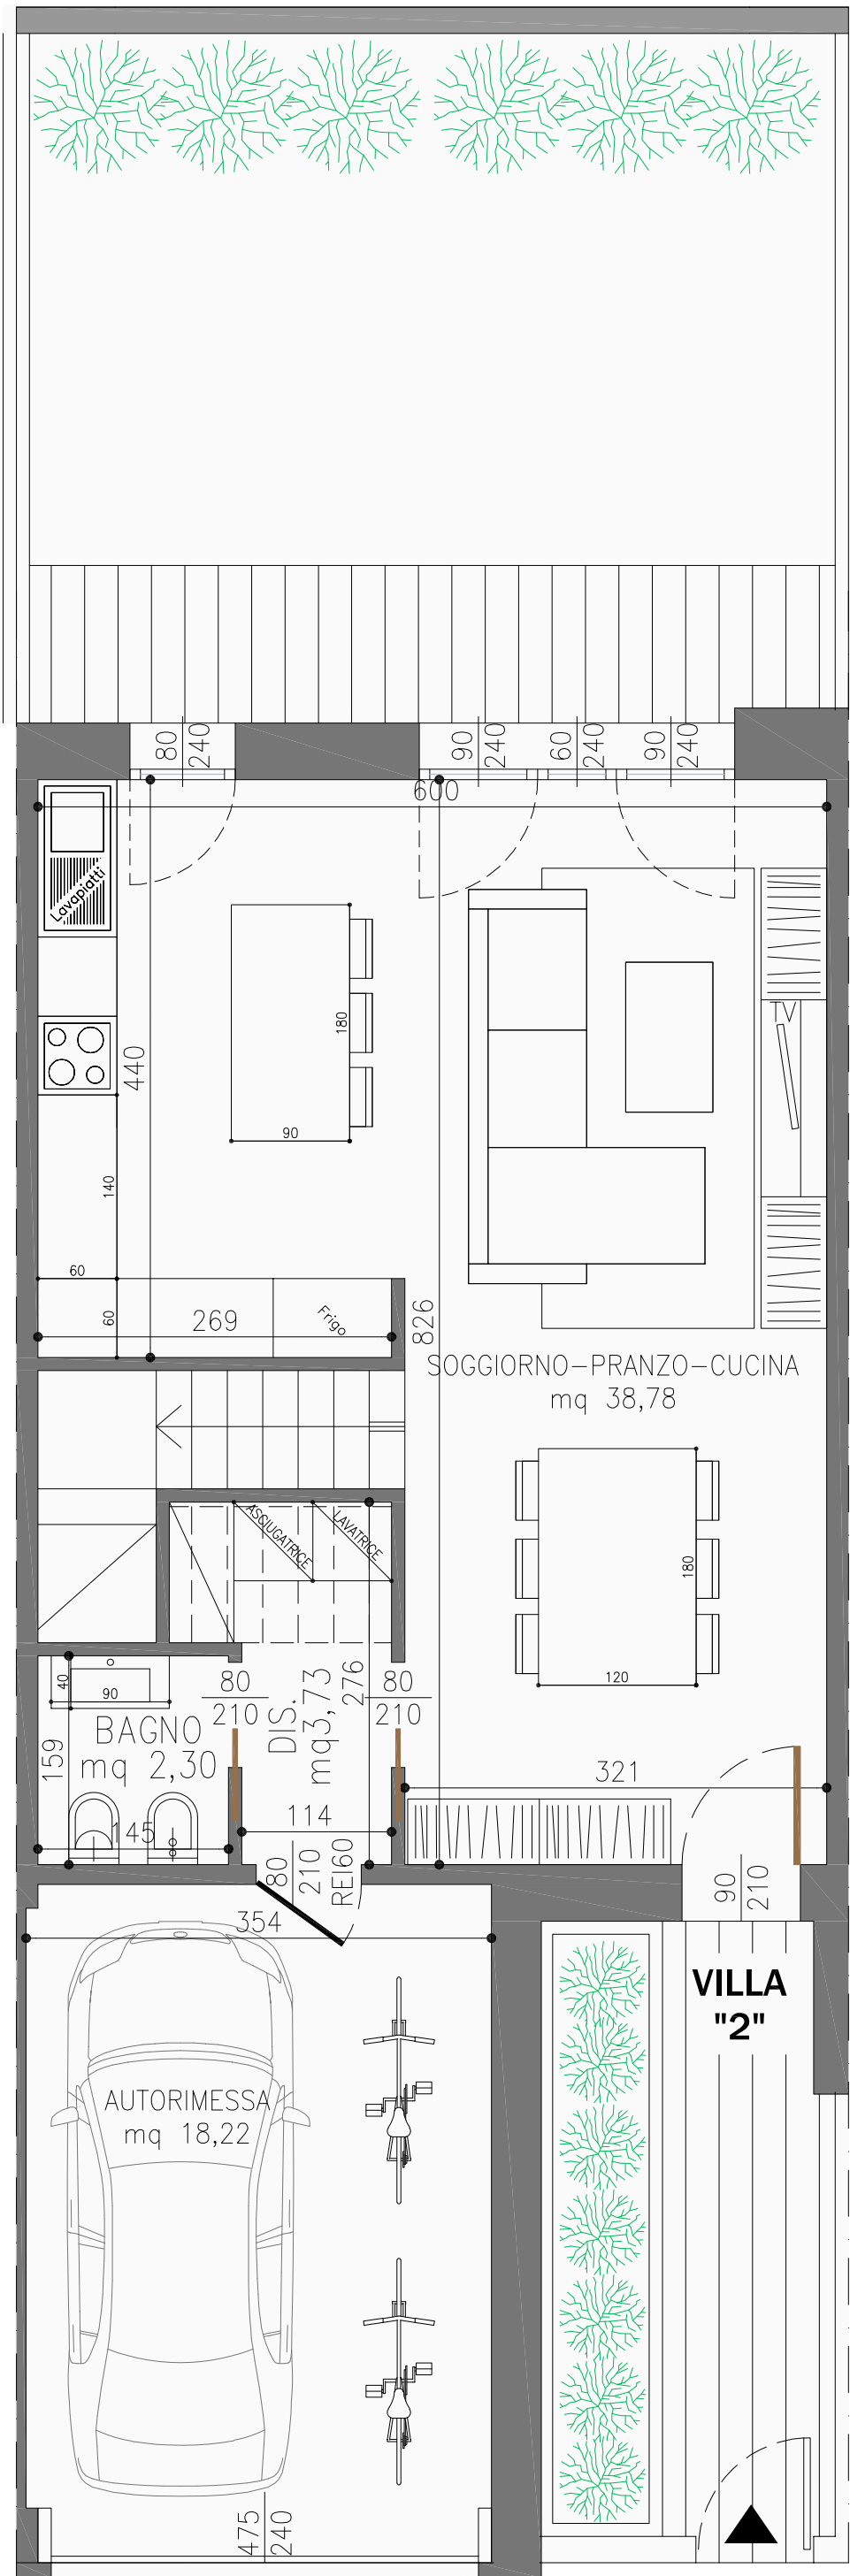 80
240
90
240
60
240
90
240
600
Lavapiatti
TV
180
440
90
140
60
60
269
Frigo
826
SOGGIORNO-PRANZO-CUCINA
mq 38,78
ASCIUGATRICE
LAVATRICE
180
120
40
90
80
210
DIS.
mq3,73
276
80
210
BAGNO
mq 2,30
159
145
114
321
80
210
REI60
90
210
354
VILLA
"2"
AUTORIMESSA
mq 18,22
475
240